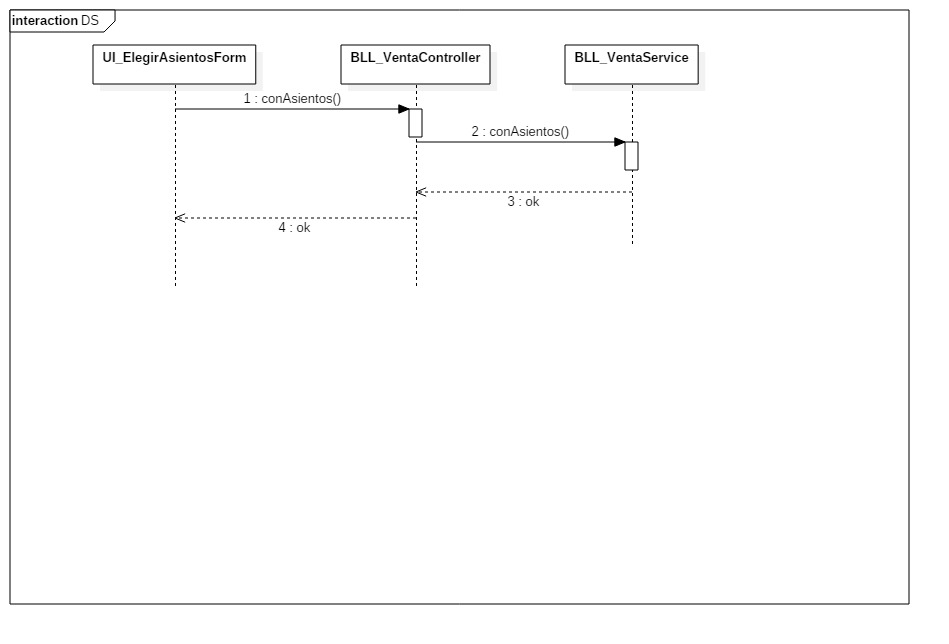 interaction DS
UI_ElegirAsientosForm
BLL_VentaController
BLL_VentaService
1 : conAsientos()
2 : conAsientos()
3 : ok
4 : ok